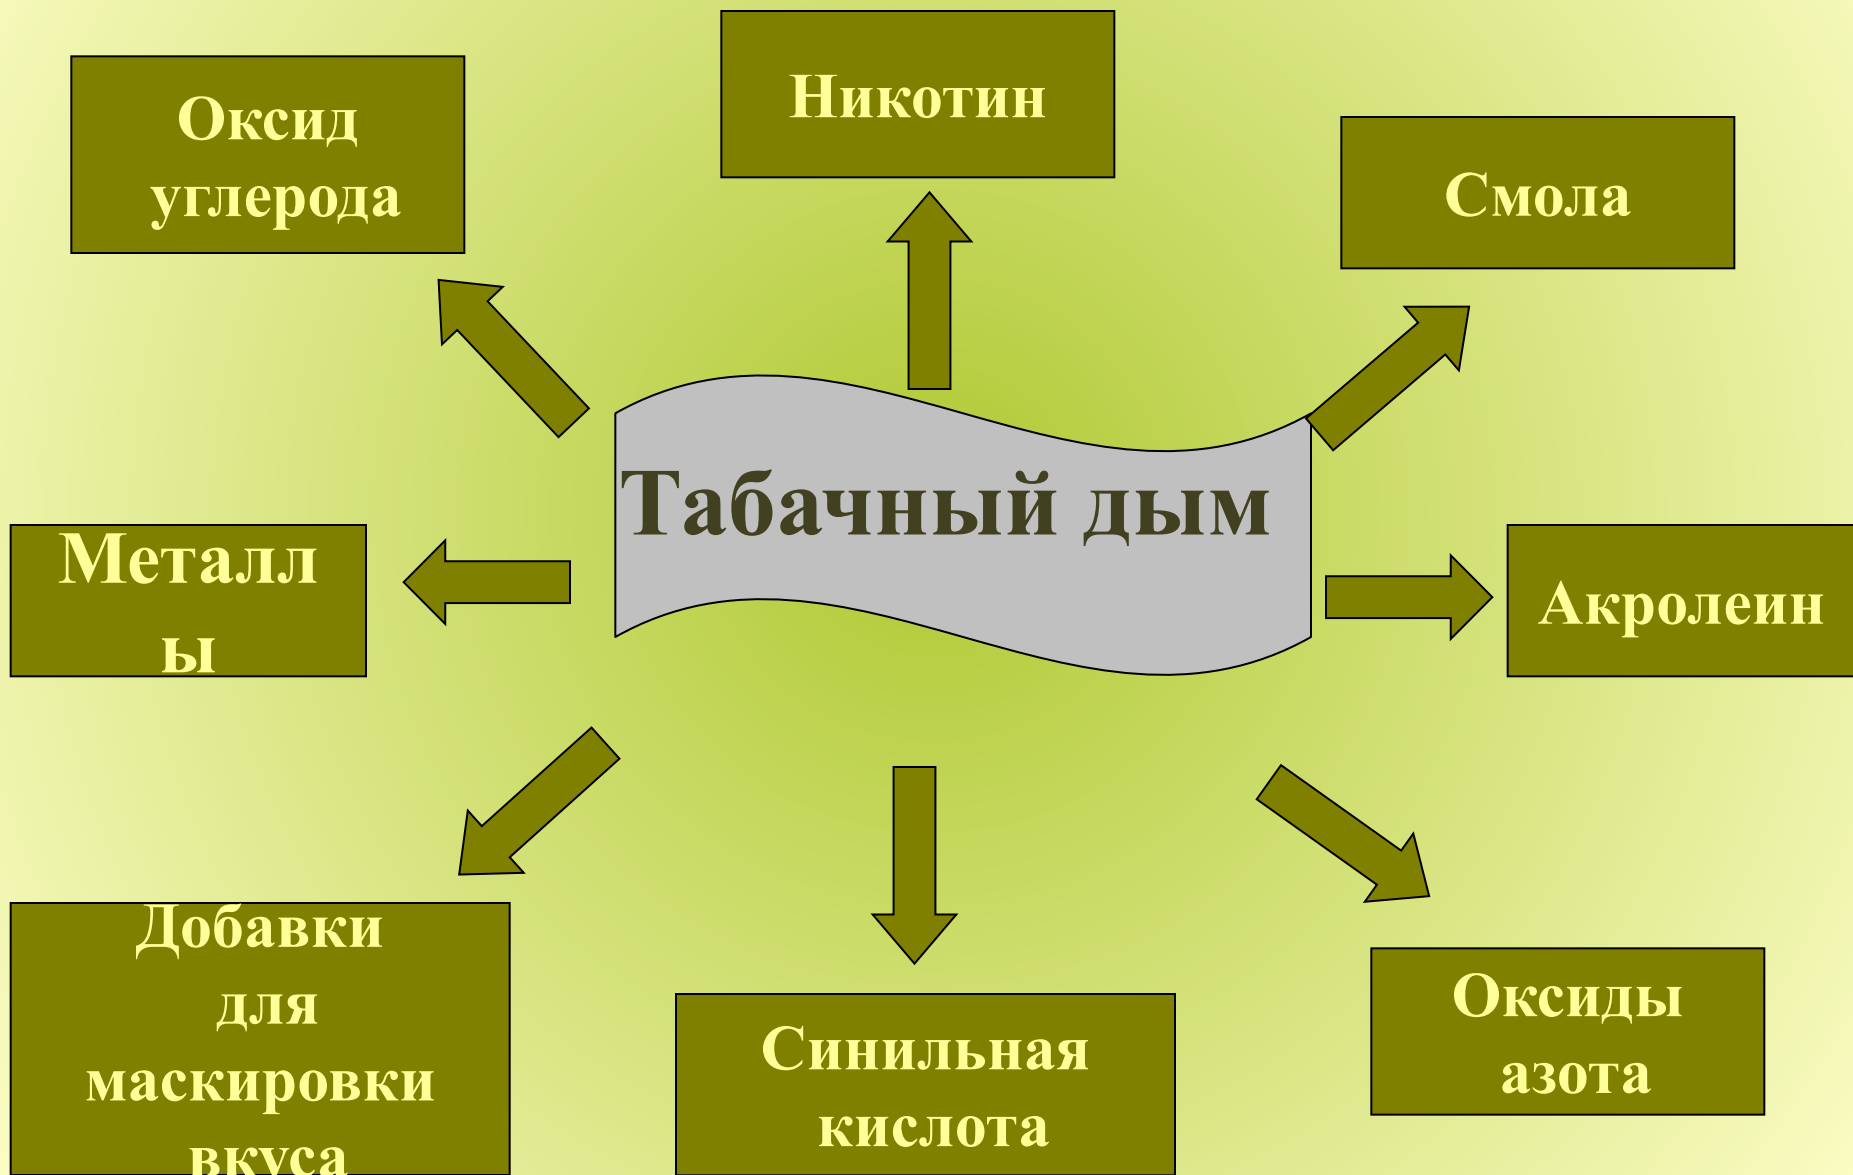 Никотин
Оксид
углерода
Смола
Табачный дым
Металл
ы
Акролеин
Добавки
для
маскировки
вкуса
Синильная
кислота
Оксиды
азота